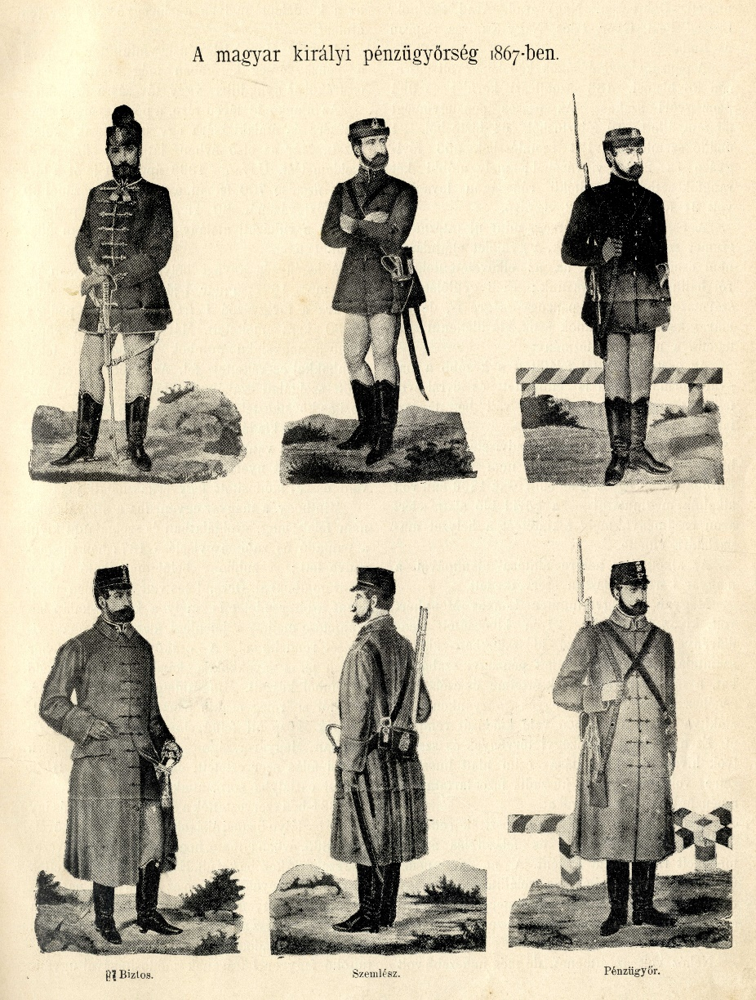 A magyar királyi pénzügyőrség 1867-ben.
Biztos.
Szemlész.
Pénzügyőr.